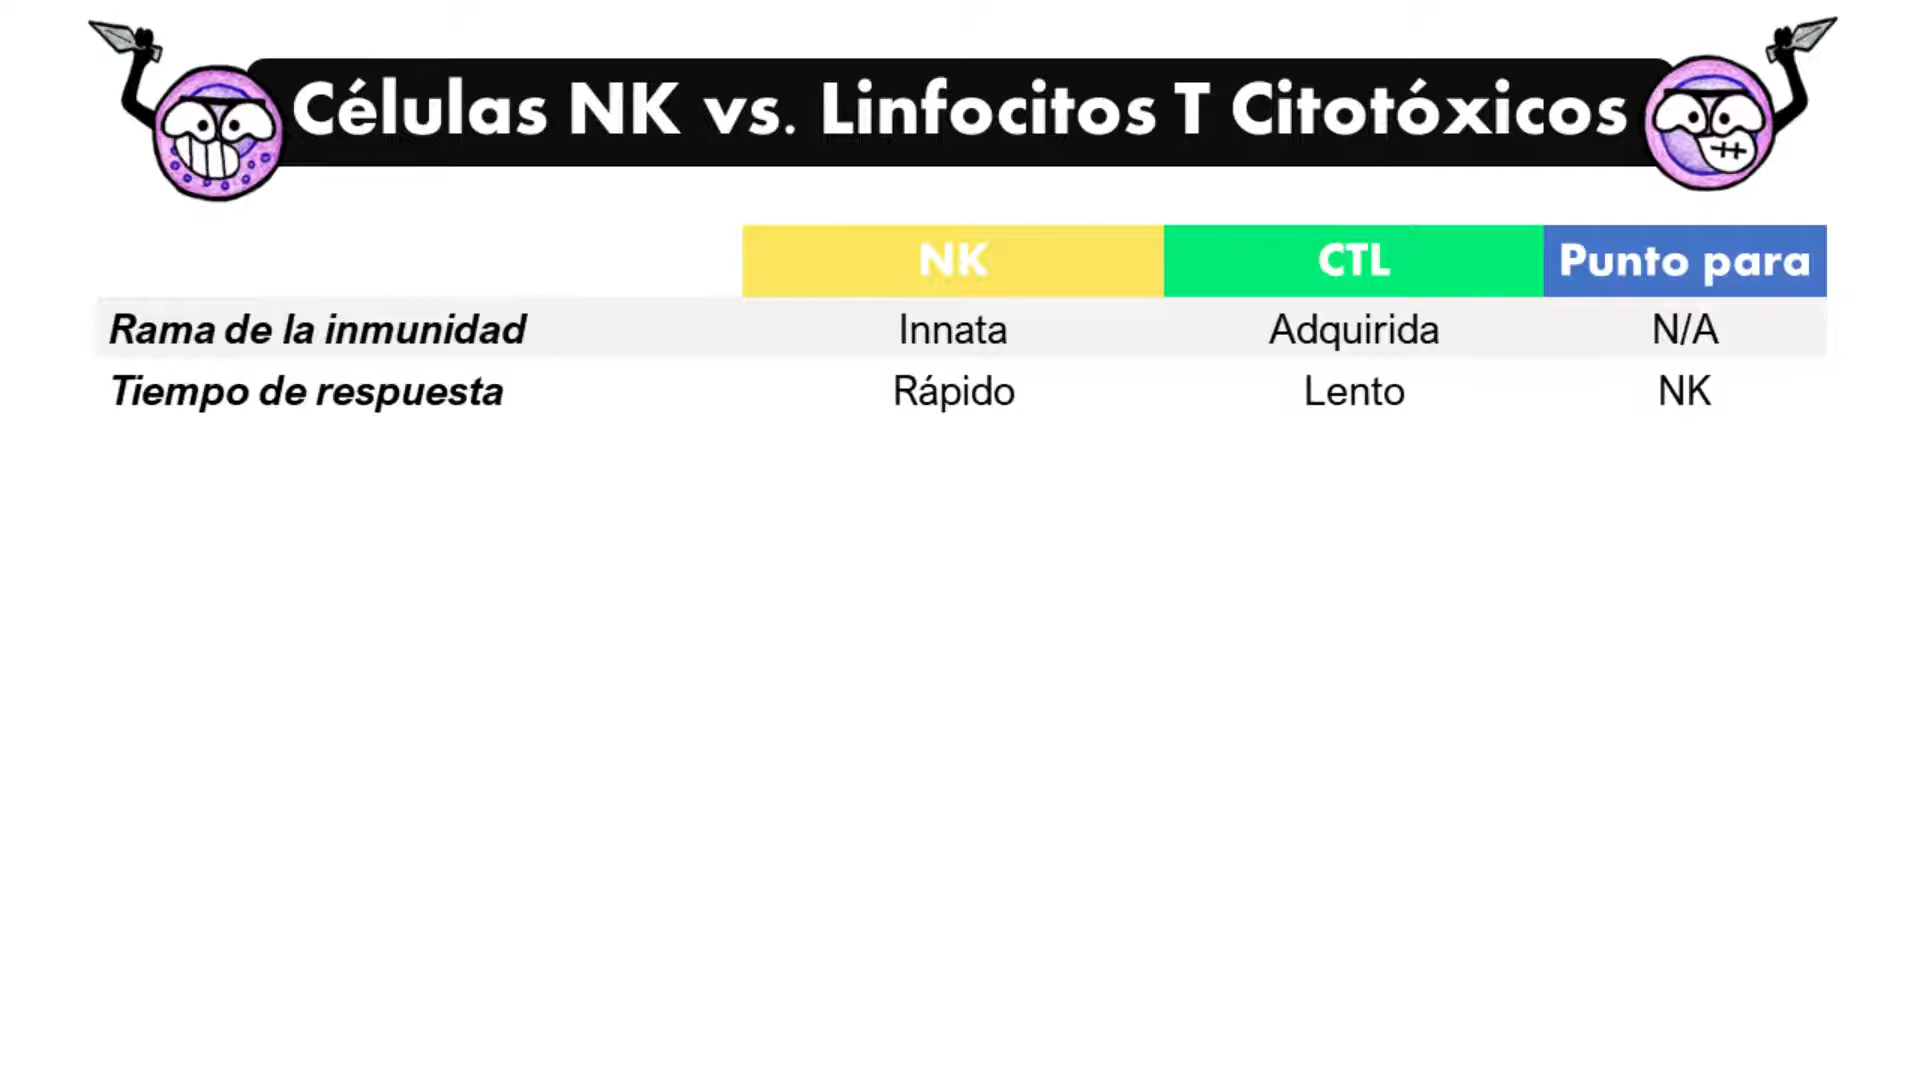 Células NK vs. Linfocitos T Citotóxicos
NK CTL Punto para
Rama de la inmunidad Innata Adquirida N/A
Tiempo de respuesta Rápido Lento NK